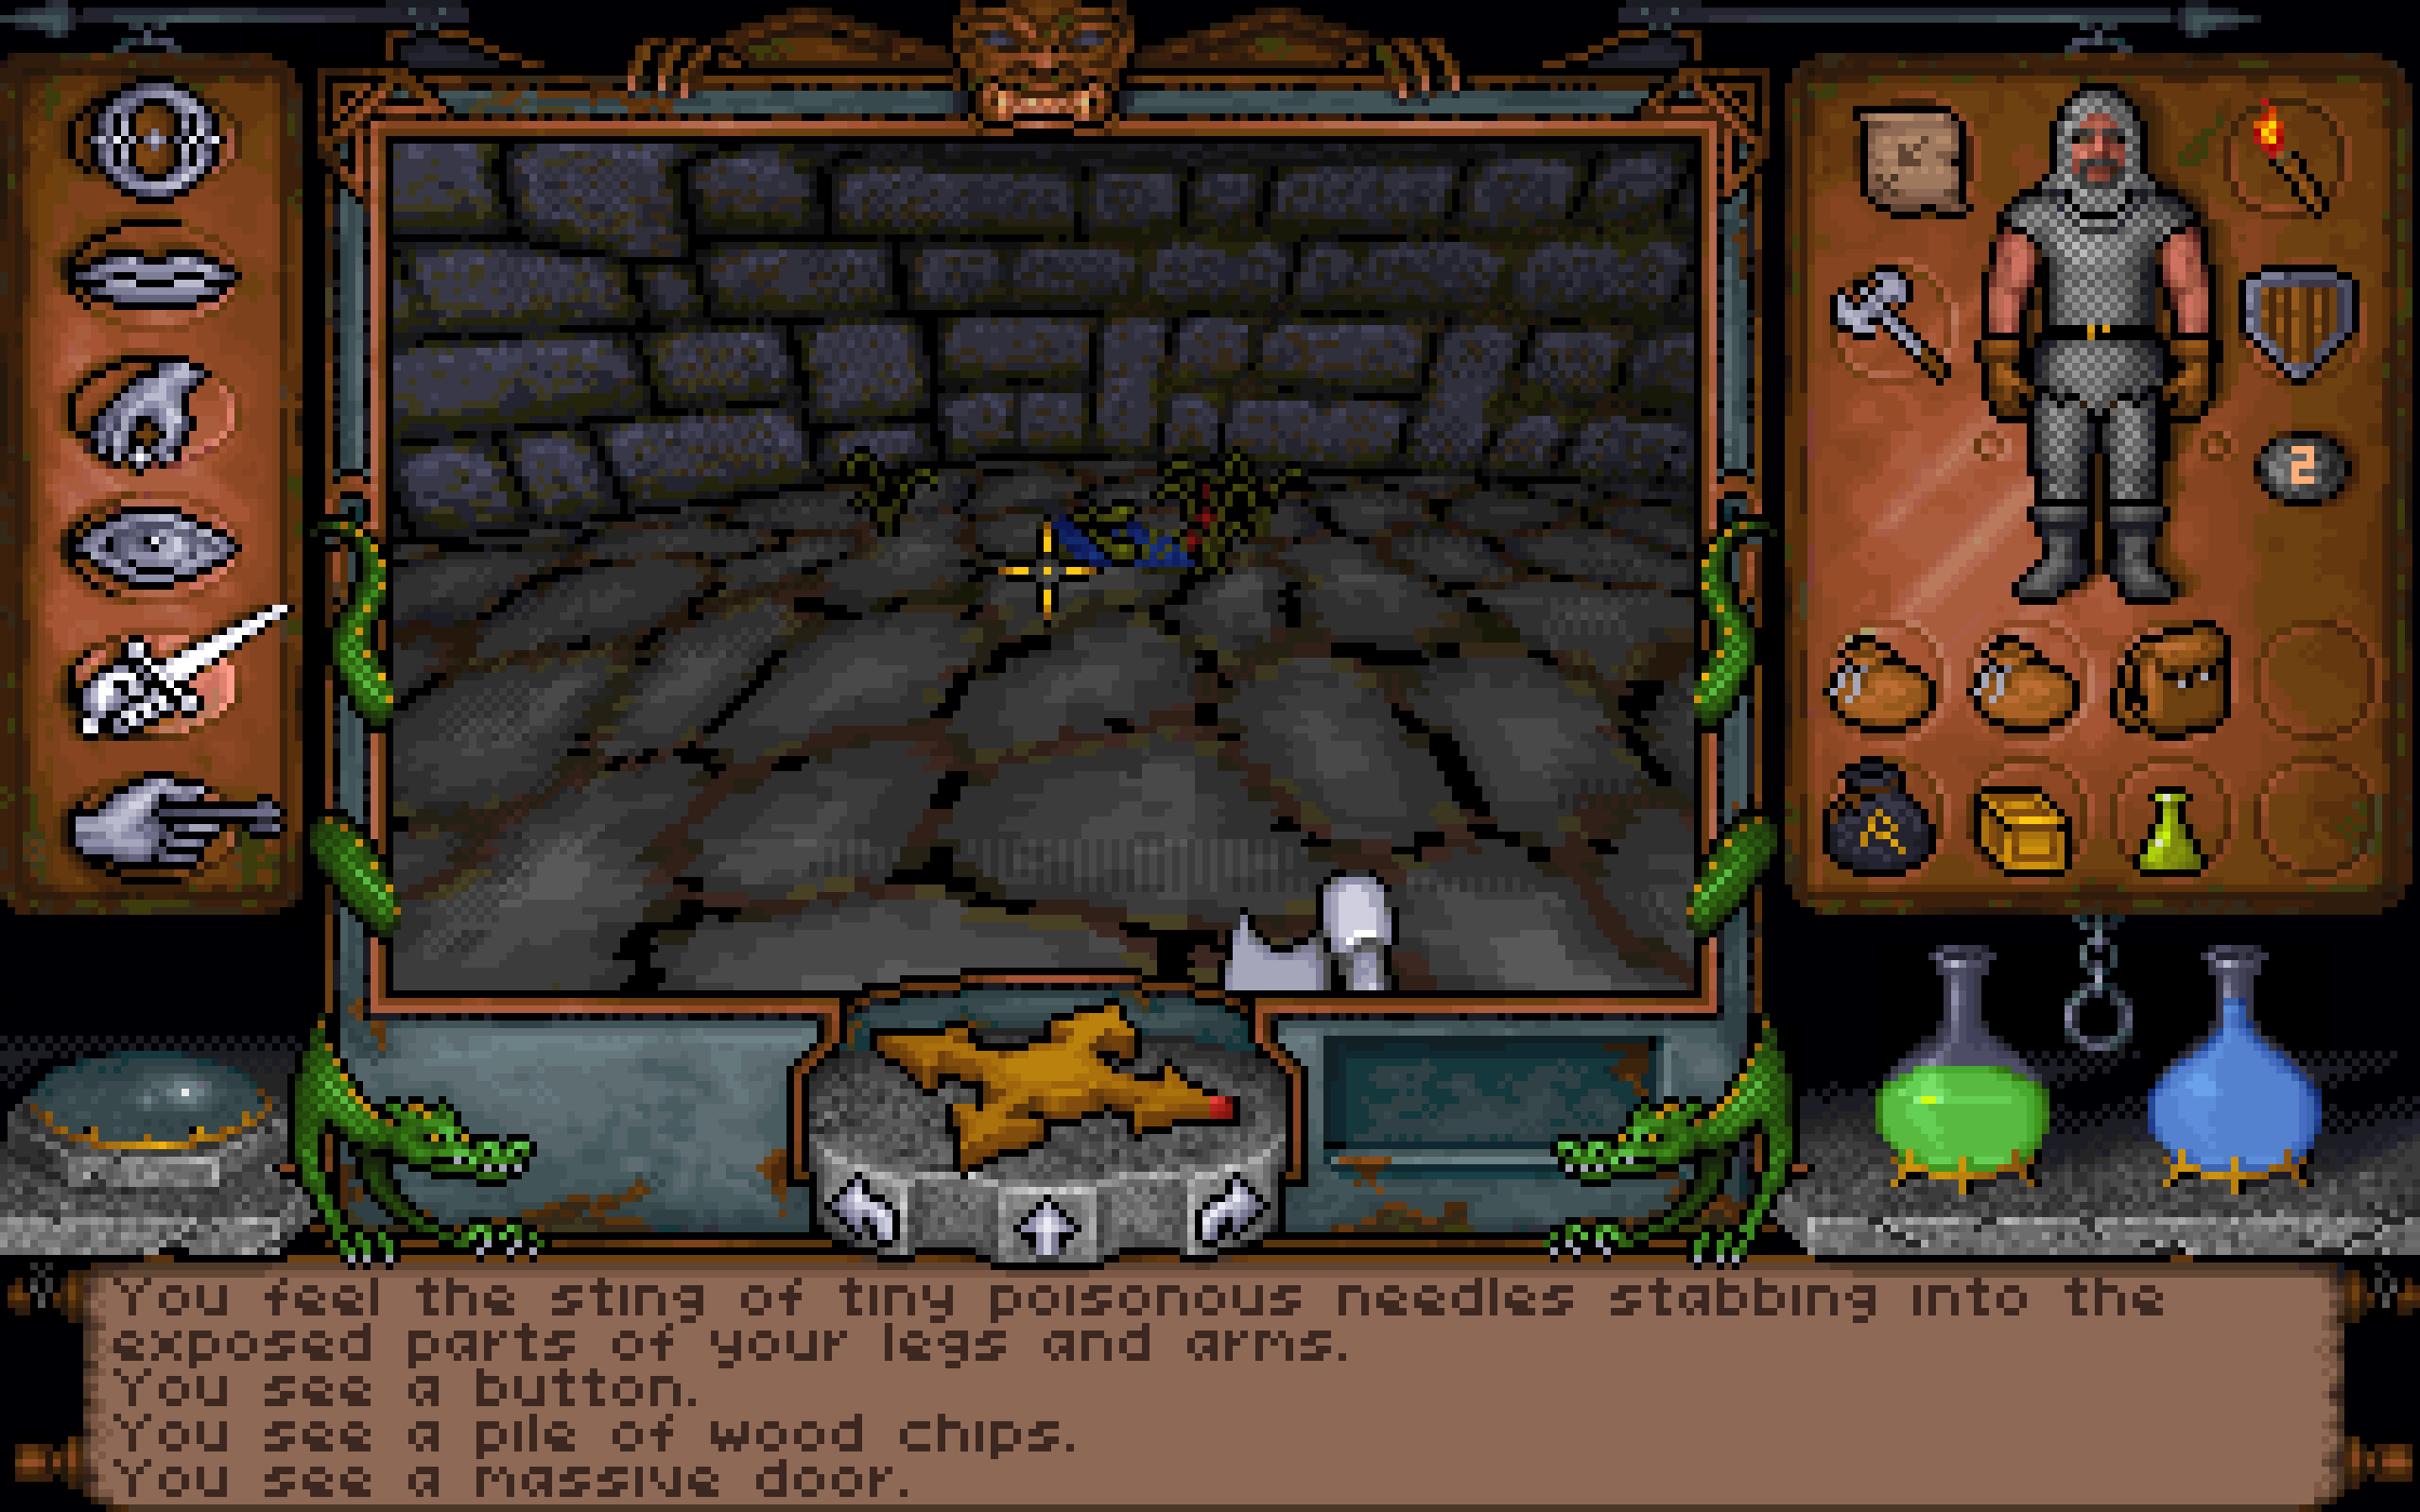 2
You feel the sting of tiny poisonous needles stabbing into the
exposed parts of your legs and arms.
You see a button.
You see a pile of wood chips.
You see a massive door.